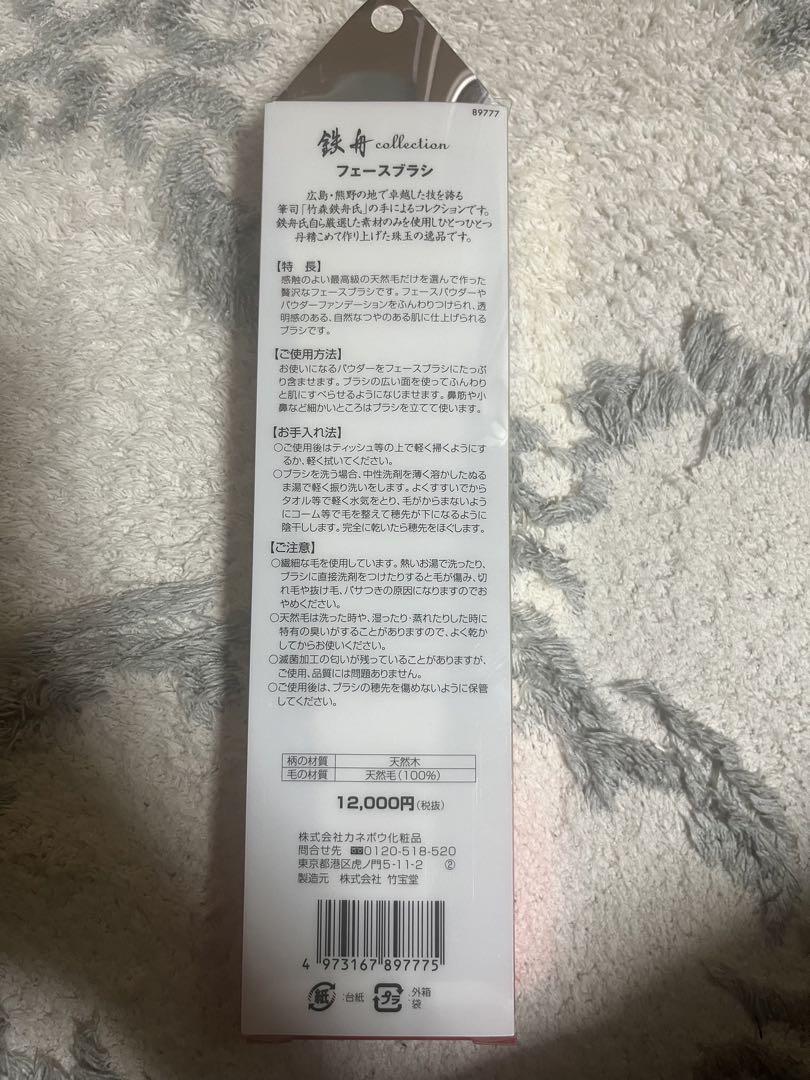 89777
鉄舟 collection
フェースブラシ
広島・熊野の地で卓越した技を誇る
筆司「竹森鉄舟氏」の手によるコレクションです。
鉄舟氏自ら厳選した素材のみを使用しひとつひとつ
丹精こめて作り上げた珠玉の逸品です。
【特 長】
感触のよい最高級の天然毛だけを選んで作った
贅沢なフェースブラシです。フェースパウダーや
パウダーファンデーションをふんわりつけられ、透
明感のある、自然なつやのある肌に仕上げられる
ブラシです。
【ご使用方法】
お使いになるパウダーをフェースブラシにたっぷ
り含ませます。ブラシの広い面を使ってふんわり
と肌にすべらせるようになじませます。鼻筋や小
鼻など細かいところはブラシを立てて使います。
【お手入れ法】
○ご使用後はティッシュ等の上で軽く掃くようにす
るか、軽く拭いてください。
○ブラシを洗う場合、中性洗剤を薄く溶かしたぬる
ま湯で軽く振り洗いをします。よくすすいでから
タオル等で軽く水気をとり、毛がからまないよう
にコーム等で毛を整えて穂先が下になるように
陰干しします。完全に乾いたら穂先をほぐします。
【ご注意】
○繊細な毛を使用しています。熱いお湯で洗ったり、
ブラシに直接洗剤をつけたりすると毛が傷み、切
れ毛や抜け毛、パサつきの原因になりますのでお
やめください。
○天然毛は洗った時や、湿ったり・蒸れたりした時に
特有の臭いがすることがありますので、よく乾か
してからお使いください。
○滅菌加工の匂いが残っていることがありますが、
ご使用、品質には問題ありません。
○ご使用後は、ブラシの穂先を傷めないように保管
してください。
柄の材質 天然木
毛の材質 天然毛(100%)
12,000円(税抜)
株式会社カネボウ化粧品
問合せ先 0120-518-520
東京都港区虎ノ門5-11-2 ②
製造元 株式会社 竹宝堂
4 973167 897775
紙 :台紙 プラ :外箱
袋